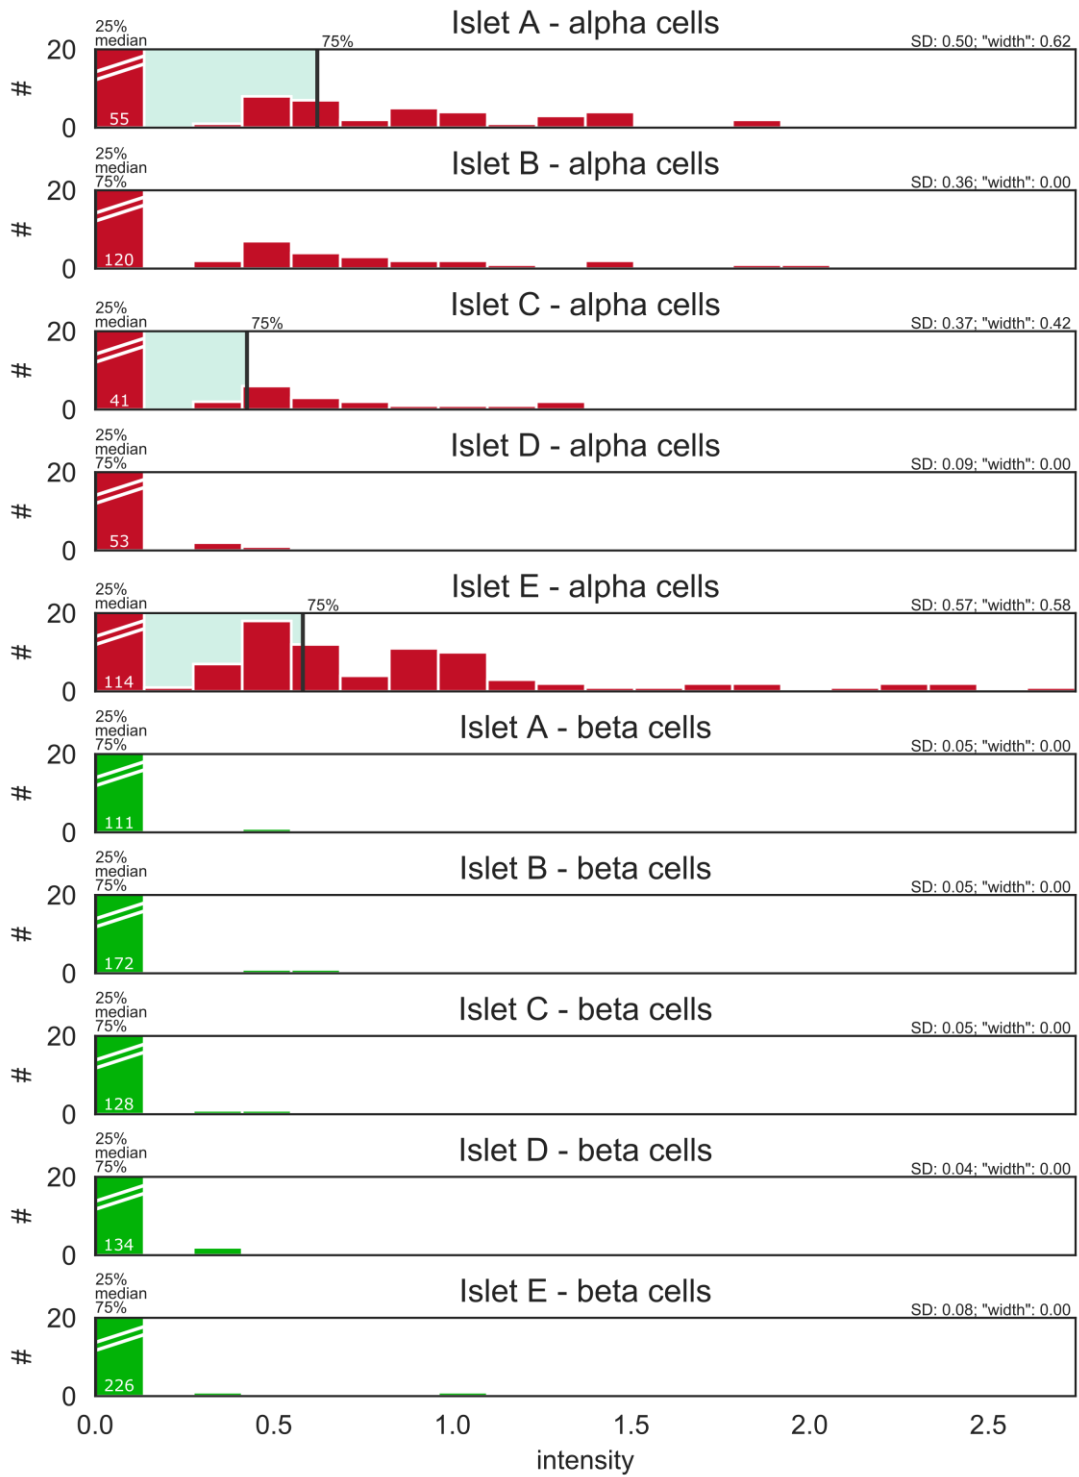 Islet A - alpha cells
25%
median
75%
SD: 0.50; "width": 0.62
20
#
55
0
Islet B - alpha cells
25%
median
75%
SD: 0.36; "width": 0.00
20
#
120
0
Islet C - alpha cells
25%
median
75%
SD: 0.37; "width": 0.42
20
#
41
0
Islet D - alpha cells
25%
median
75%
SD: 0.09; "width": 0.00
20
#
53
0
Islet E - alpha cells
25%
median
75%
SD: 0.57; "width": 0.58
20
#
114
0
Islet A - beta cells
25%
median
75%
SD: 0.05; "width": 0.00
20
#
111
0
Islet B - beta cells
25%
median
75%
SD: 0.05; "width": 0.00
20
#
172
0
Islet C - beta cells
25%
median
75%
SD: 0.05; "width": 0.00
20
#
128
0
Islet D - beta cells
25%
median
75%
SD: 0.04; "width": 0.00
20
#
134
0
Islet E - beta cells
25%
median
75%
SD: 0.08; "width": 0.00
20
#
226
0
0.0 0.5 1.0 1.5 2.0 2.5
intensity